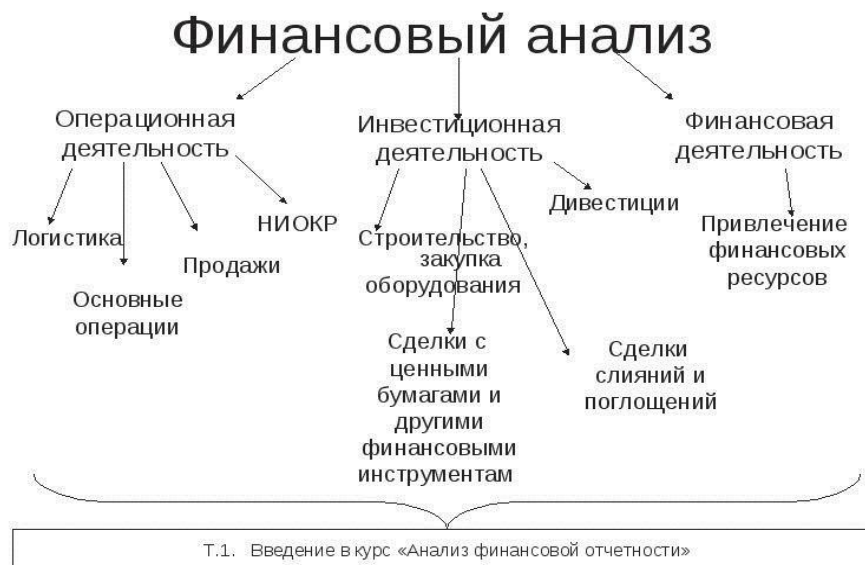 Финансовый анализ
Операционная
деятельность
Инвестиционная
деятельность
Финансовая
деятельность
Логистика
Основные
операции
Продажи
НИОКР
Строительство,
закупка
оборудования
Сделки с
ценными
бумагами и
другими
финансовыми
инструментам
Сделки
слияний и
поглощений
Дивестиции
Привлечение
финансовых
ресурсов
Т.1. Введение в курс «Анализ финансовой отчетности»